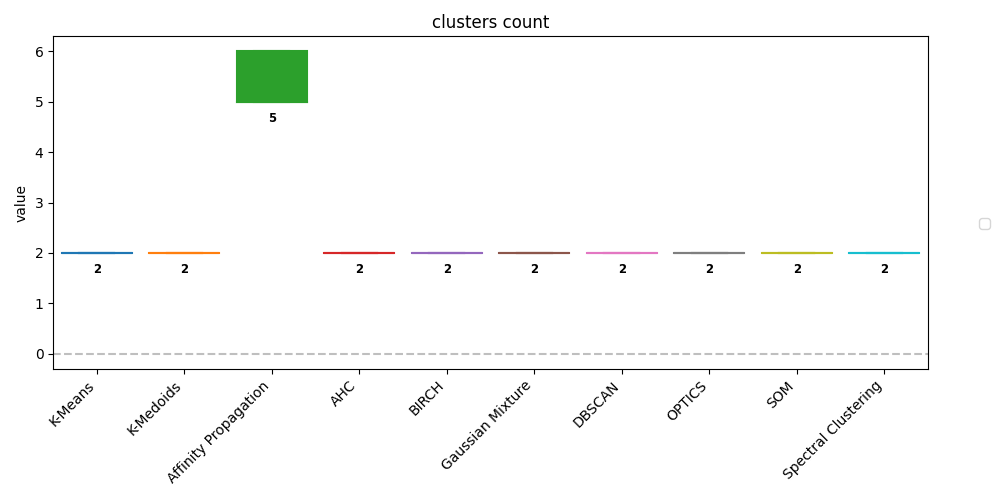 clusters count
value
6
5
4
3
2
1
0
5
2
2
2
2
2
2
2
2
2
K-Means
K-Medoids
Affinity Propagation
AHC
BIRCH
Gaussian Mixture
DBSCAN
OPTICS
SOM
Spectral Clustering